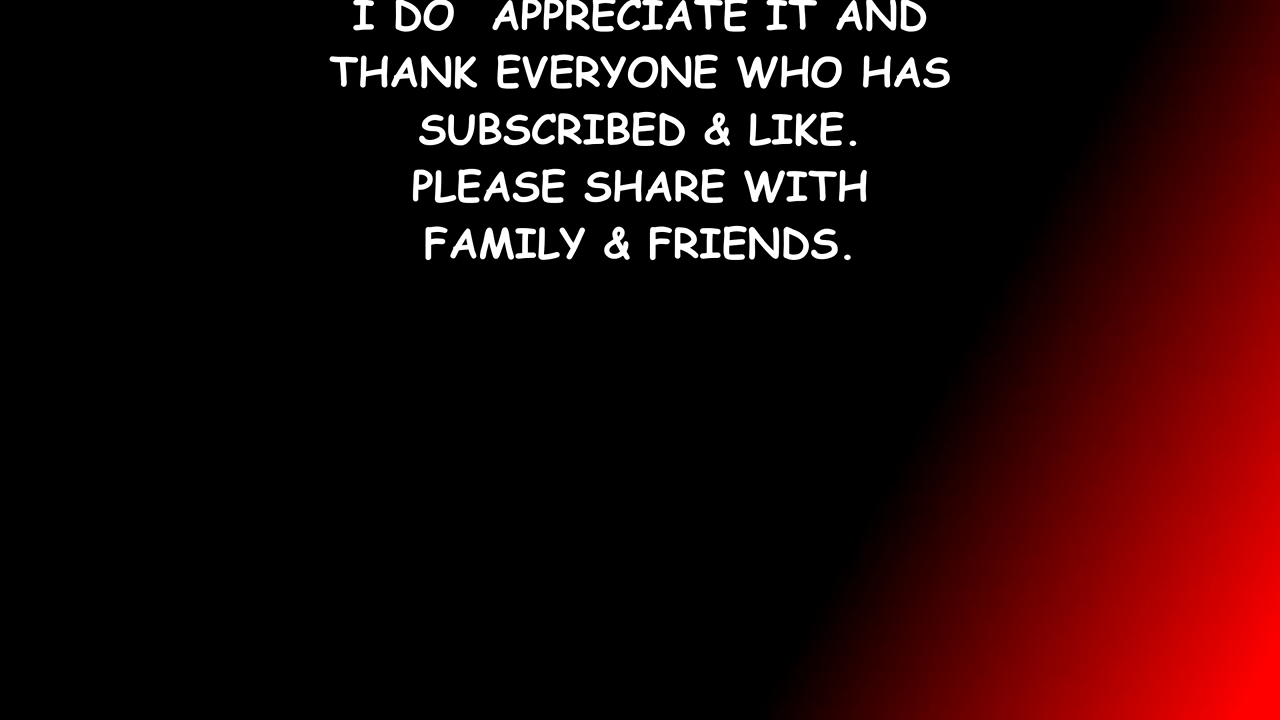 I DO  APPRECIATE IT AND
THANK EVERYONE WHO HAS
SUBSCRIBED & LIKE.
PLEASE SHARE WITH
FAMILY & FRIENDS.